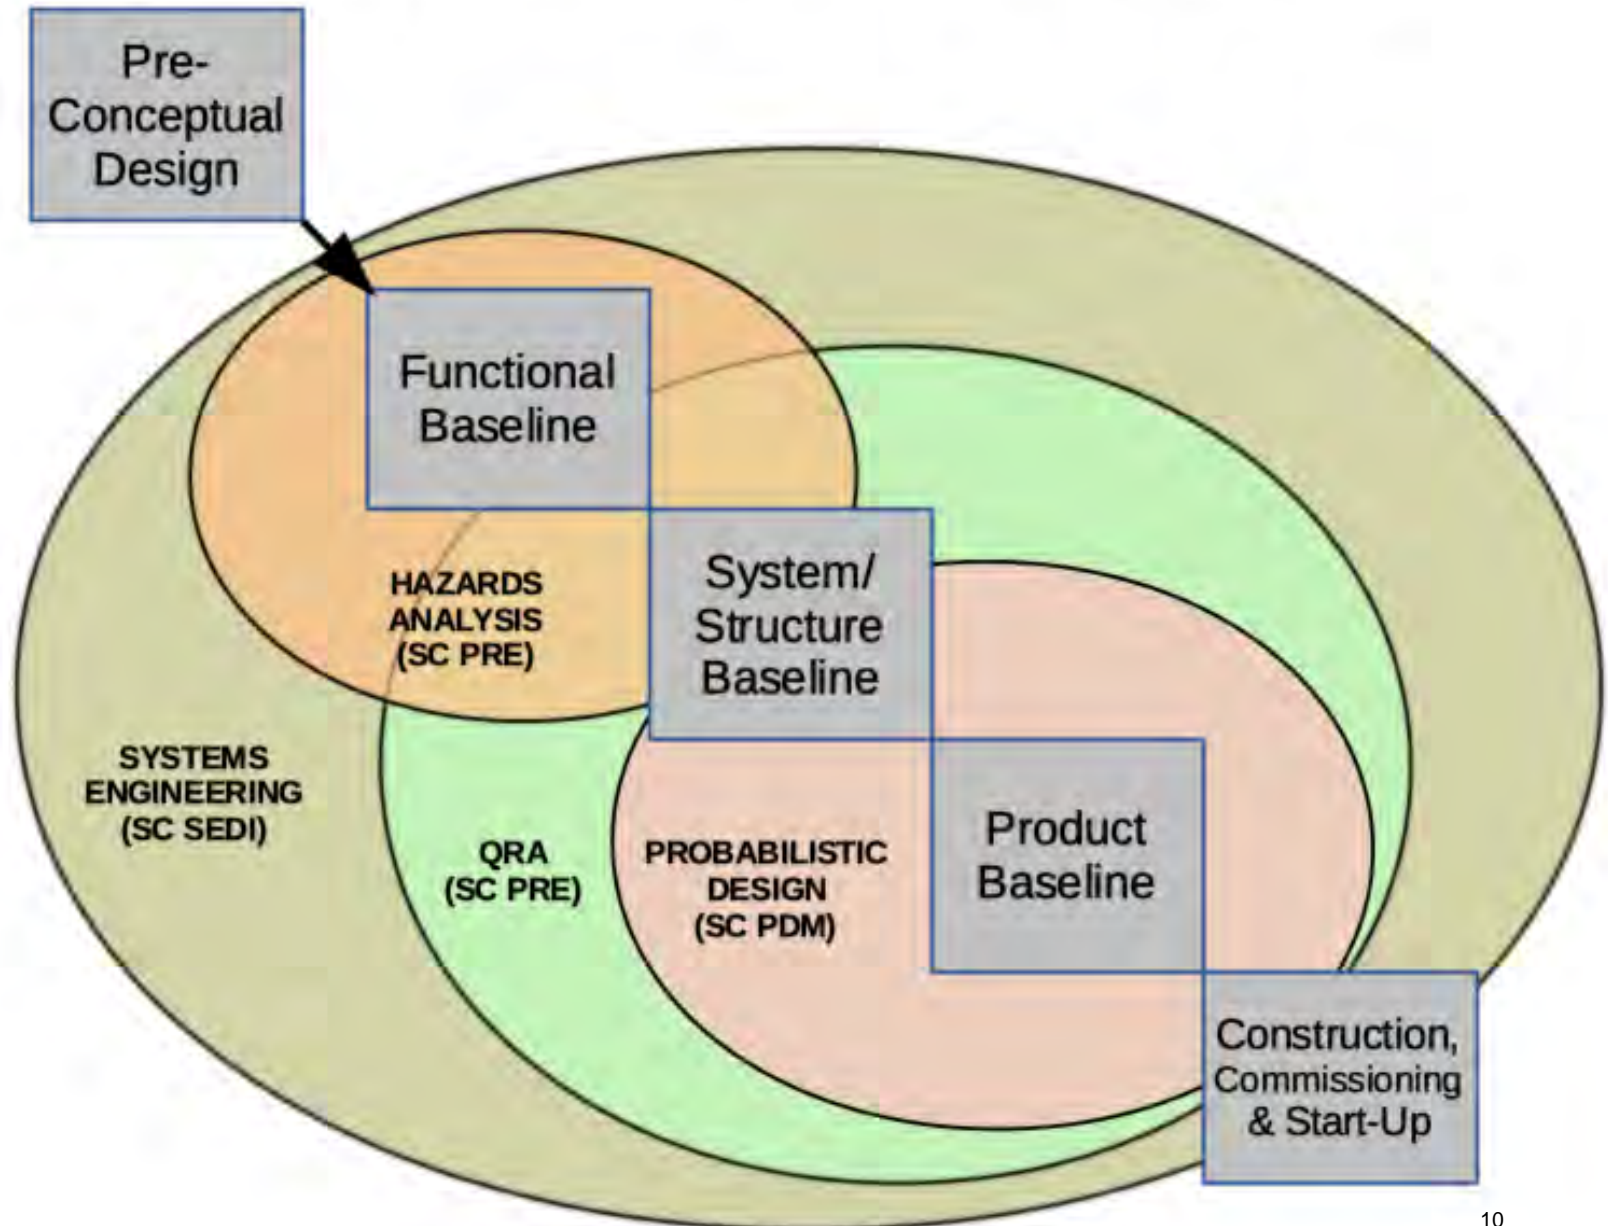 Pre-
Conceptual
Design
Functional
Baseline
HAZARDS
ANALYSIS
(SC PRE)
System/
Structure
Baseline
SYSTEMS
ENGINEERING
(SC SEDI)
QRA
(SC PRE)
PROBABILISTIC
DESIGN
(SC PDM)
Product
Baseline
Construction,
Commissioning
& Start-Up
10